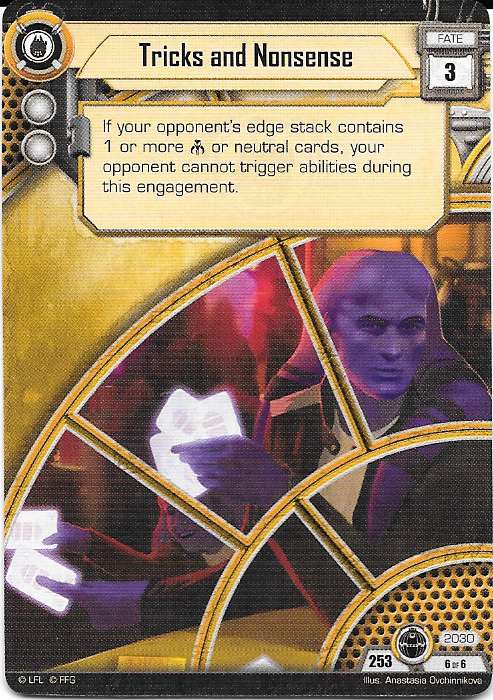 Tricks and Nonsense
FATE
3
If your opponent's edge stack contains
1 or more or neutral cards, your
opponent cannot trigger abilities during
this engagement.
2030
253
6 OF 6
© LFL © FFG
Illus. Anastasia Ovchinnikova